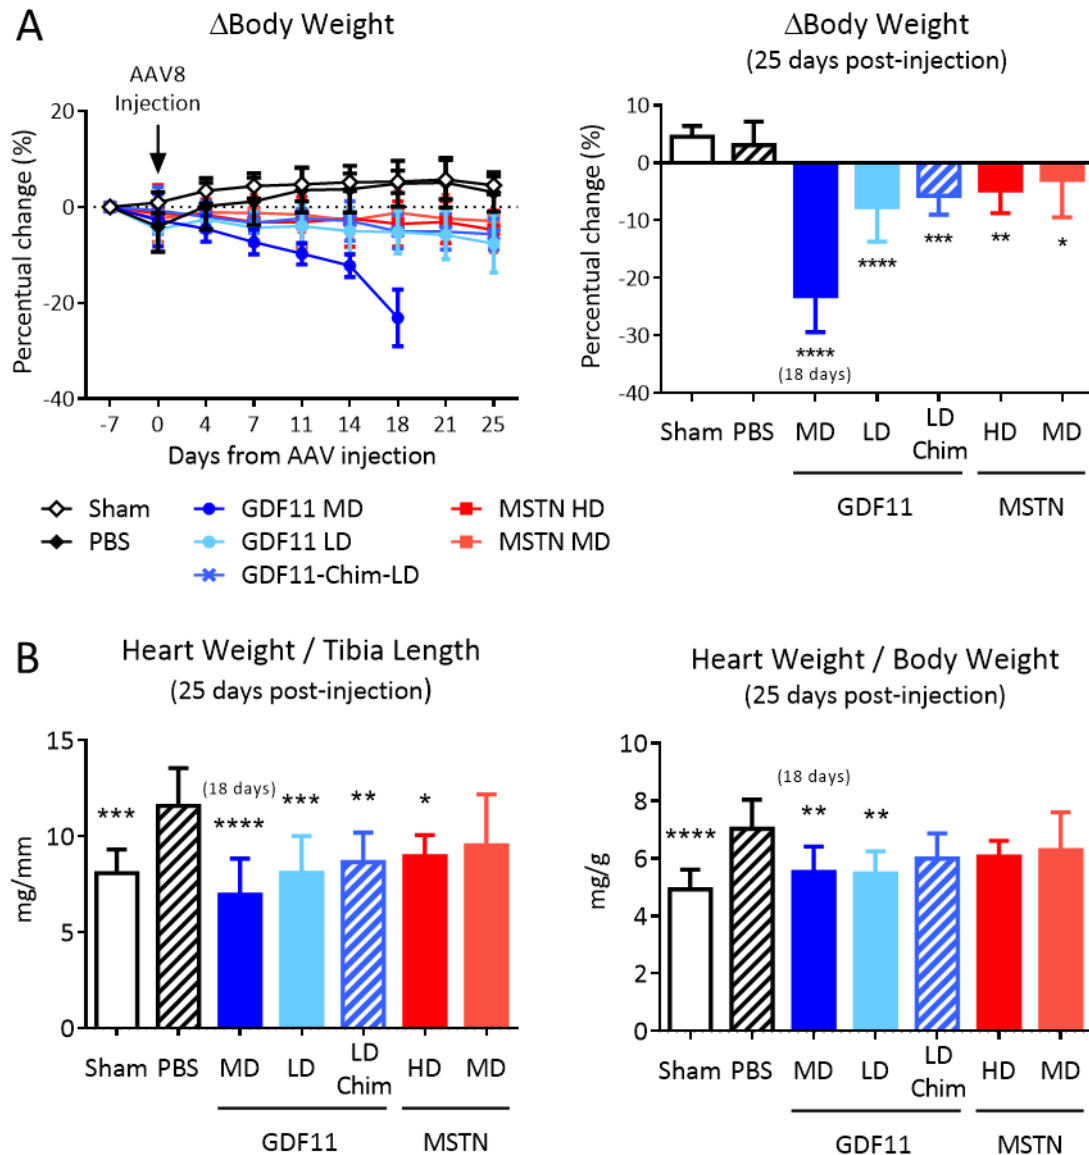 A
ΔBody Weight
AAV8
Injection
Percentual change (%)
20
0
-20
-40
-7 0 4 7 11 14 18 21 25
Days from AAV injection
ΔBody Weight
(25 days post-injection)
Percentual change (%)
10
0
-10
-20
-30
-40
****
(18 days)
****
***
**
*
Sham PBS MD LD LD Chim HD MD
GDF11 MSTN
Sham GDF11 MD MSTN HD
PBS GDF11 LD MSTN MD
GDF11-Chim-LD
B
Heart Weight / Tibia Length
(25 days post-injection)
mg/mm
15
10
5
0
***
(18 days)
****
***
**
*
Sham PBS MD LD LD Chim HD MD
GDF11 MSTN
Heart Weight / Body Weight
(25 days post-injection)
mg/g
10
8
6
4
2
0
****
(18 days)
**
**
Sham PBS MD LD LD Chim HD MD
GDF11 MSTN